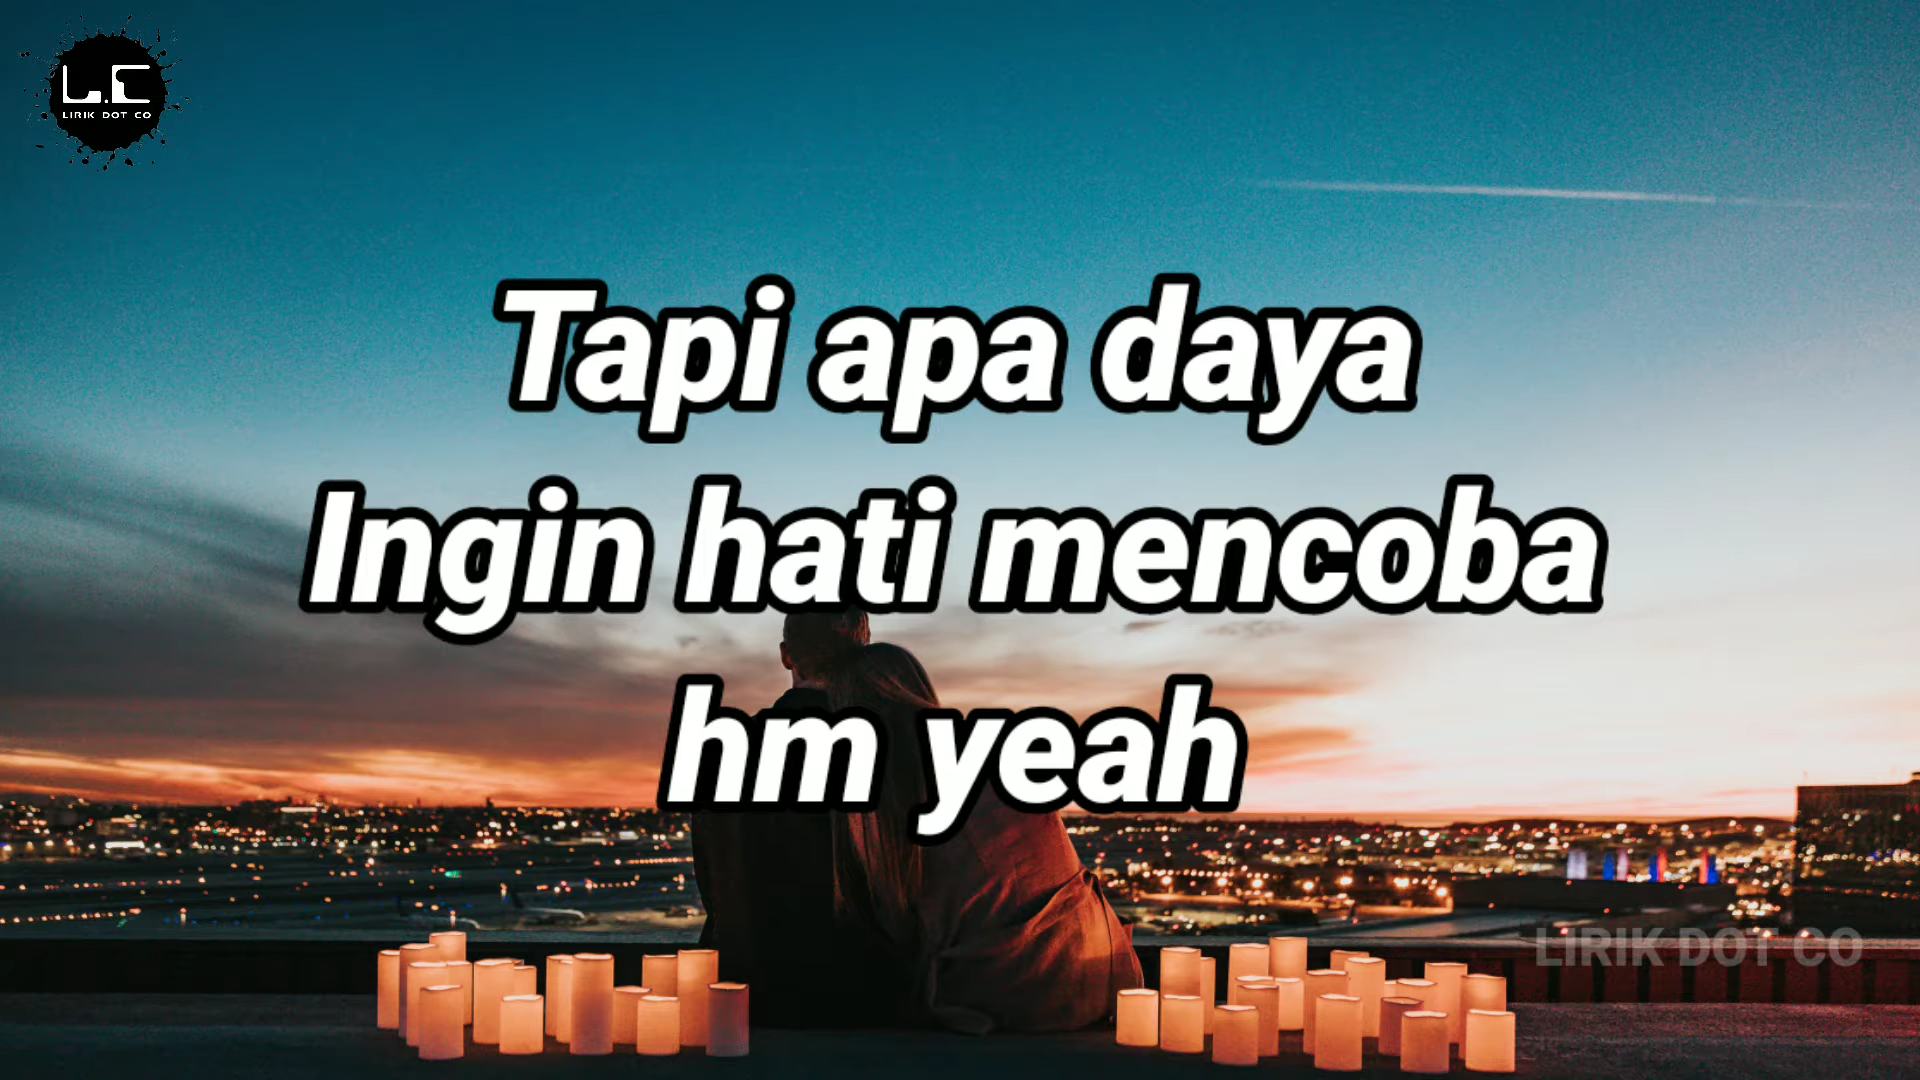 L.C
LIRIK DOT CO
Tapi apa daya
Ingin hati mencoba
hm yeah
LIRIK DOT CO